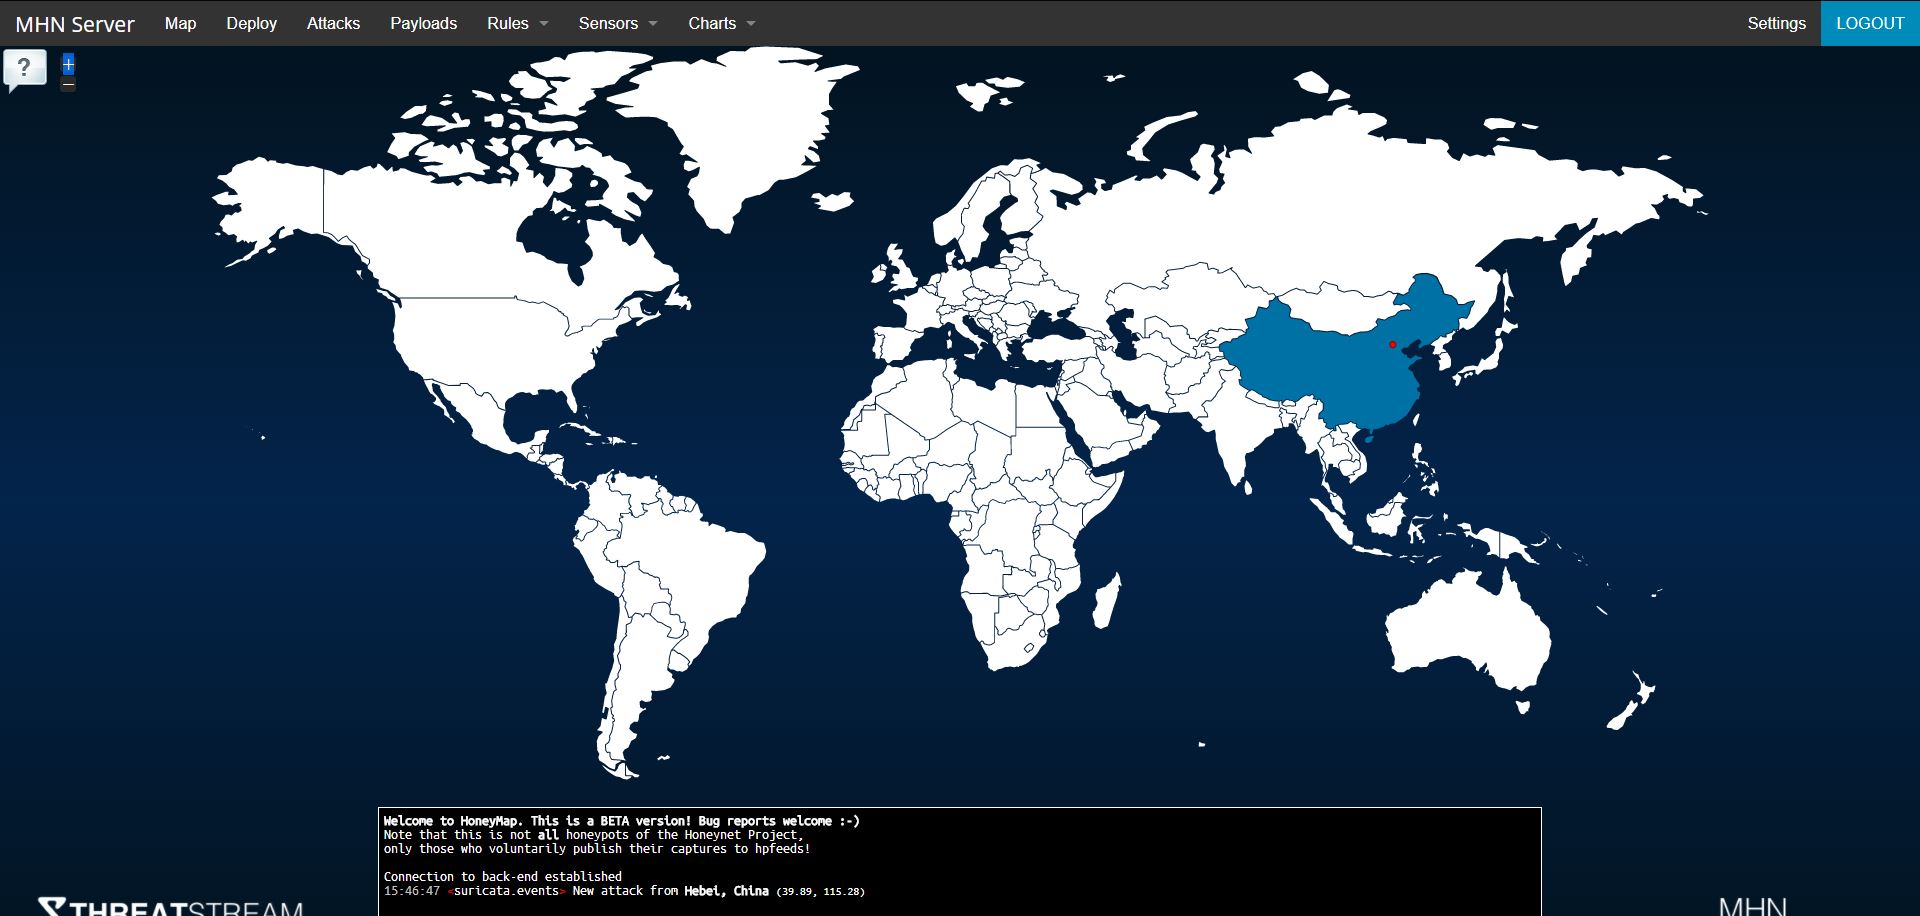 MHN Server Map Deploy Attacks Payloads Rules Sensors Charts Settings LOGOUT
?
+
−
Welcome to HoneyMap. This is a BETA version! Bug reports welcome :-)
Note that this is not all honeypots of the Honeynet Project,
only those who voluntarily publish their captures to hpfeeds!
Connection to back-end established
15:46:47 <suricata.events> New attack from Hebei, China (39.89, 115.28)
THREATSTREAM
MHN